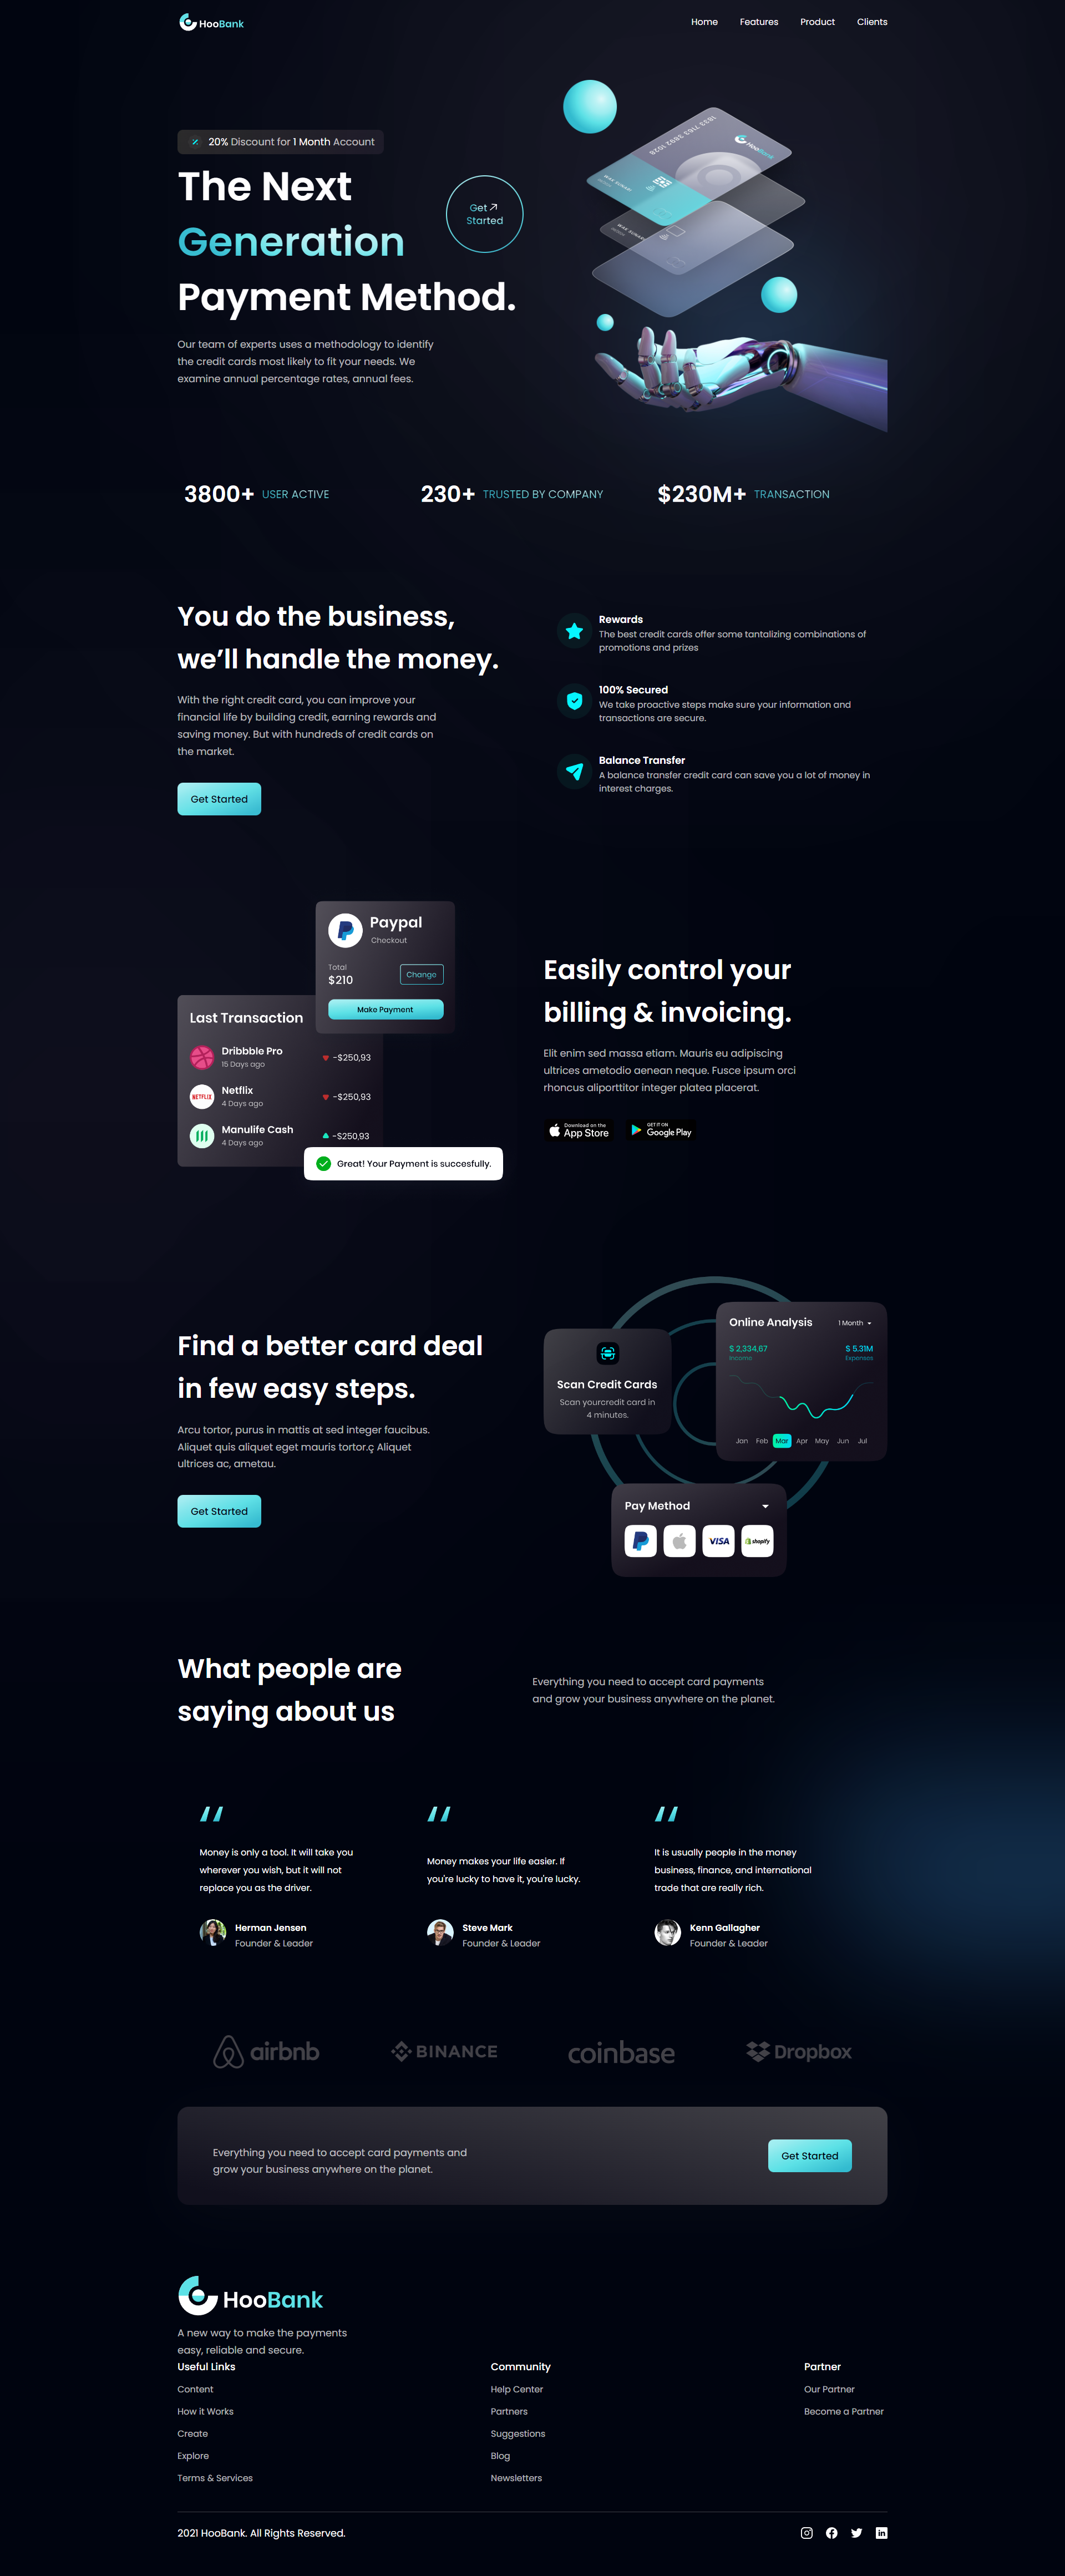 HooBank
Home Features Product Clients
20% Discount for 1 Month Account
The Next
Generation
Payment Method.
Get
Started
Our team of experts uses a methodology to identify
the credit cards most likely to fit your needs. We
examine annual percentage rates, annual fees.
HooBank
3800+ USER ACTIVE
230+ TRUSTED BY COMPANY
$230M+ TRANSACTION
You do the business,
we’ll handle the money.
With the right credit card, you can improve your
financial life by building credit, earning rewards and
saving money. But with hundreds of credit cards on
the market.
Get Started
Rewards
The best credit cards offer some tantalizing combinations of
promotions and prizes
100% Secured
We take proactive steps make sure your information and
transactions are secure.
Balance Transfer
A balance transfer credit card can save you a lot of money in
interest charges.
Paypal
Checkout
Total
$210
Change
Make Payment
Last Transaction
Dribbble Pro
15 Days ago
-$250,93
NETFLIX
Netflix
4 Days ago
-$250,93
Manulife Cash
4 Days ago
-$250,93
Great! Your Payment is succesfully.
Easily control your
billing & invoicing.
Elit enim sed massa etiam. Mauris eu adipiscing
ultrices ametodio aenean neque. Fusce ipsum orci
rhoncus aliporttitor integer platea placerat.
Download on the
App Store
GET IT ON
Google Play
Find a better card deal
in few easy steps.
Arcu tortor, purus in mattis at sed integer faucibus.
Aliquet quis aliquet eget mauris tortor.ç Aliquet
ultrices ac, ametau.
Get Started
Scan Credit Cards
Scan yourcredit card in
4 minutes.
Online Analysis
1 Month
$ 2,334,67
Income
$ 5.31M
Expenses
Jan Feb Mar Apr May Jun Jul
Pay Method
VISA
shopify
What people are
saying about us
Everything you need to accept card payments
and grow your business anywhere on the planet.
Money is only a tool. It will take you
wherever you wish, but it will not
replace you as the driver.
Herman Jensen
Founder & Leader
Money makes your life easier. If
you're lucky to have it, you're lucky.
Steve Mark
Founder & Leader
It is usually people in the money
business, finance, and international
trade that are really rich.
Kenn Gallagher
Founder & Leader
airbnb
BINANCE
coinbase
Dropbox
Everything you need to accept card payments and
grow your business anywhere on the planet.
Get Started
HooBank
A new way to make the payments
easy, reliable and secure.
Useful Links
Content
How it Works
Create
Explore
Terms & Services
Community
Help Center
Partners
Suggestions
Blog
Newsletters
Partner
Our Partner
Become a Partner
2021 HooBank. All Rights Reserved.